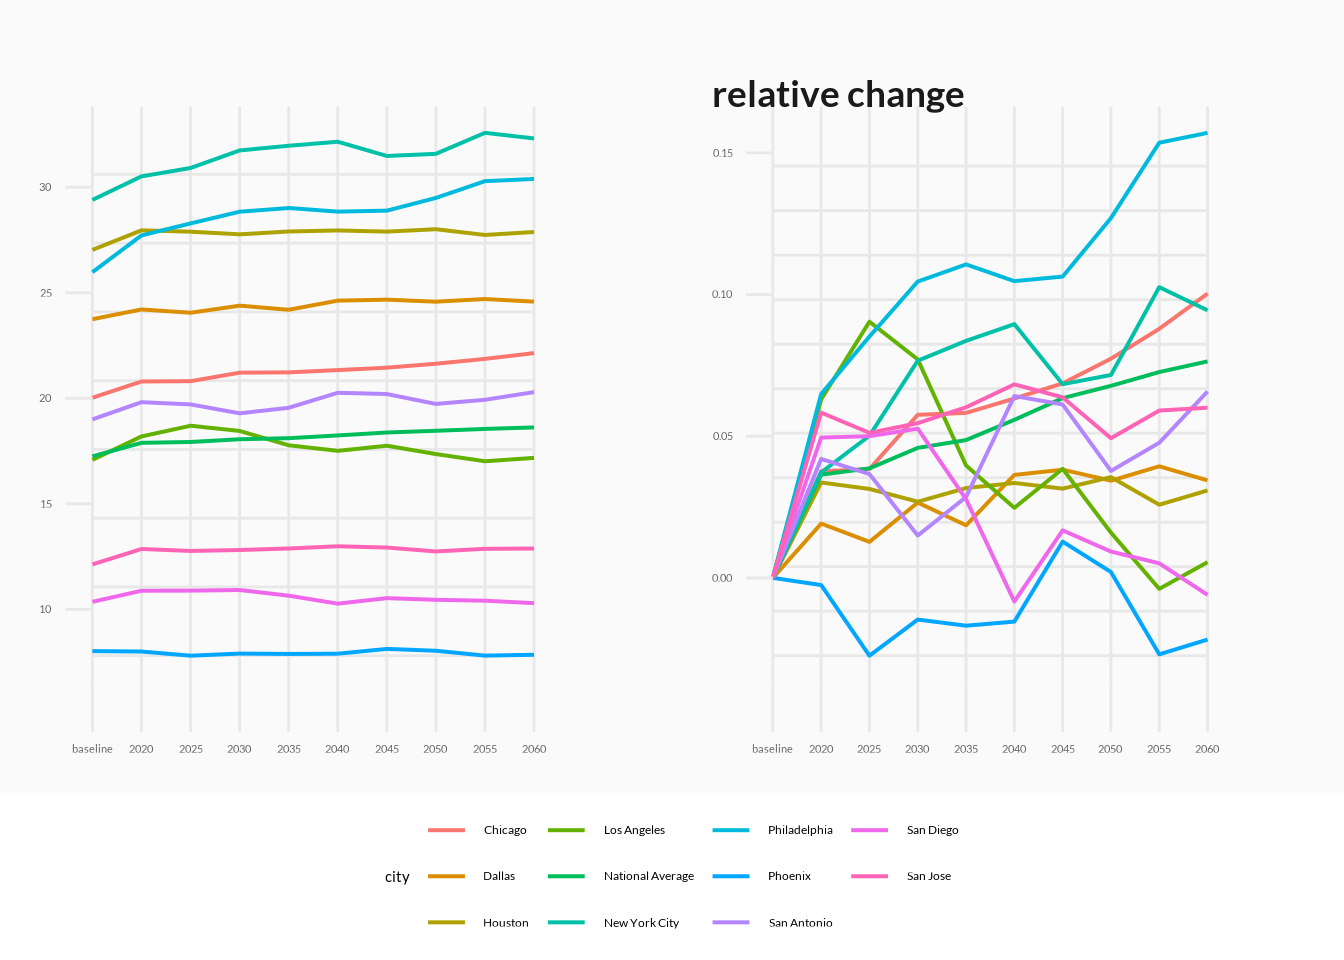 relative change
30
25
20
15
10
baseline 2020 2025 2030 2035 2040 2045 2050 2055 2060
0.15
0.10
0.05
0.00
baseline 2020 2025 2030 2035 2040 2045 2050 2055 2060
city
Chicago
Dallas
Houston
Los Angeles
National Average
New York City
Philadelphia
Phoenix
San Antonio
San Diego
San Jose